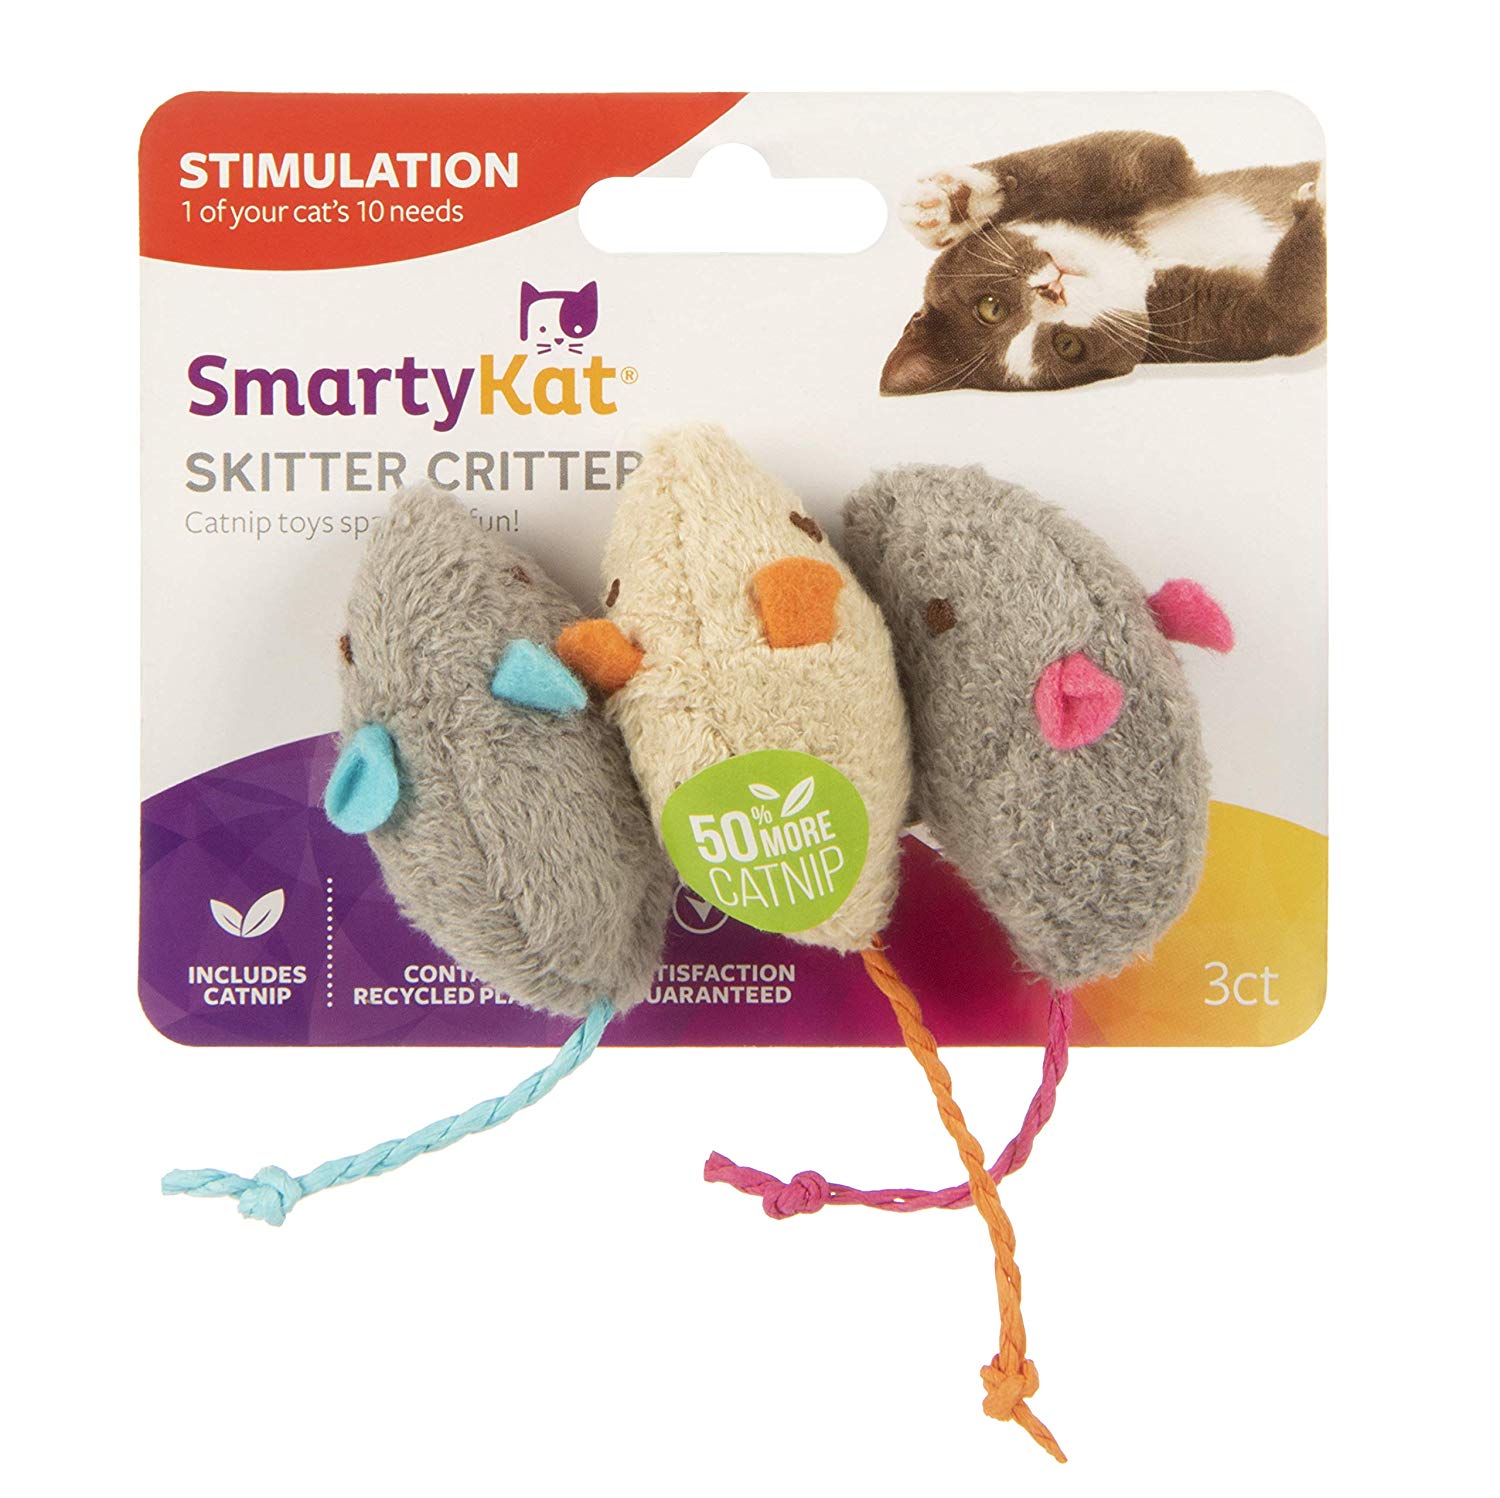 STIMULATION
1 of your cat's 10 needs
SmartyKat®
SKITTER CRITTER
Catnip toys fun!
50% MORE
CATNIP
INCLUDES
CATNIP
RECYCLED
SATISFACTION
GUARANTEED
3ct